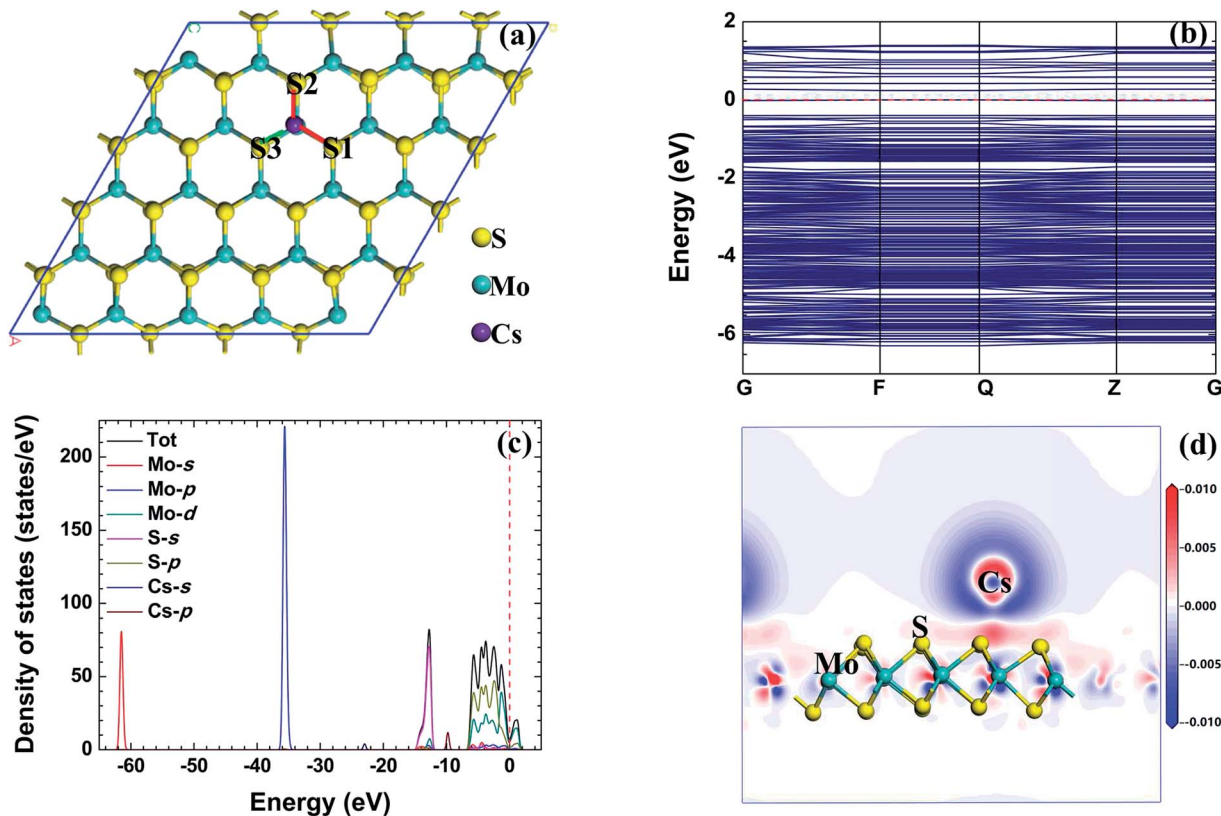 (a)
C
B
S2
S3
S1
S
Mo
Cs
A
(b)
Energy (eV)
2
0
-2
-4
-6
G F Q Z G
(c)
Density of states (states/eV)
200
150
100
50
0
Tot
Mo-s
Mo-p
Mo-d
S-s
S-p
Cs-s
Cs-p
-60 -50 -40 -30 -20 -10 0
Energy (eV)
(d)
Cs
S
Mo
0.010
0.005
0.000
-0.005
-0.010